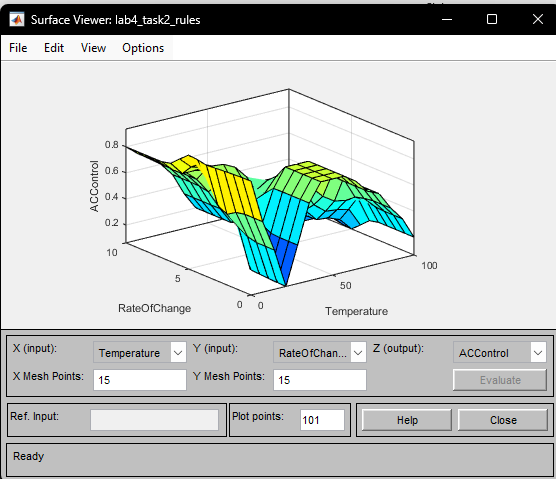 Surface Viewer: lab4_task2_rules
File Edit View Options
0.8
0.6
0.4
0.2
ACControl
10
5
0
RateOfChange
0
50
100
Temperature
X (input): Temperature Y (input): RateOfChan... Z (output): ACControl
X Mesh Points: 15 Y Mesh Points: 15 Evaluate
Ref. Input: Plot points: 101 Help Close
Ready